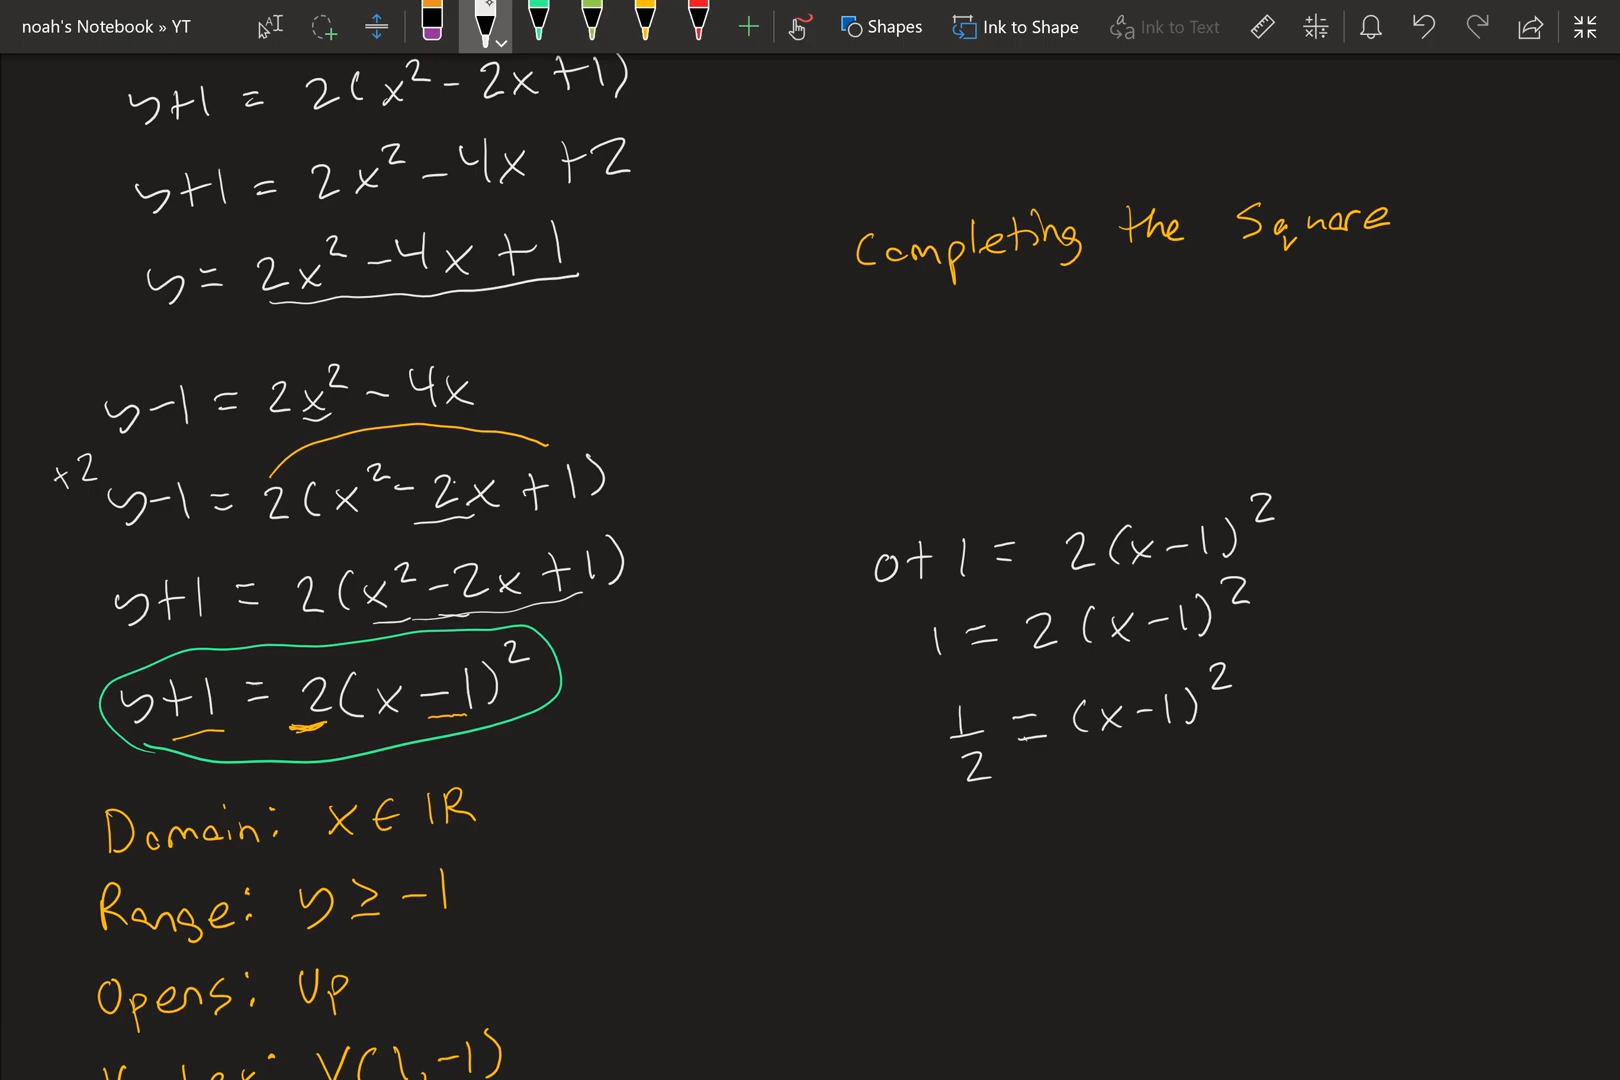 noah's Notebook » YT
Shapes
Ink to Shape
Ink to Text
y+1 = 2(x² - 2x +1)
y+1 = 2x² - 4x +2
y = 2x² - 4x +1
y-1 = 2x² - 4x
+2 y-1 = 2(x² - 2x +1)
y+1 = 2(x² - 2x +1)
y+1 = 2(x -1)²
Domain: x ∈ ℝ
Range: y ≥ -1
Opens: Up
Vertex: V(1,-1)
Completing the Square
0+1 = 2(x-1)²
1 = 2(x-1)²
1/2 = (x-1)²